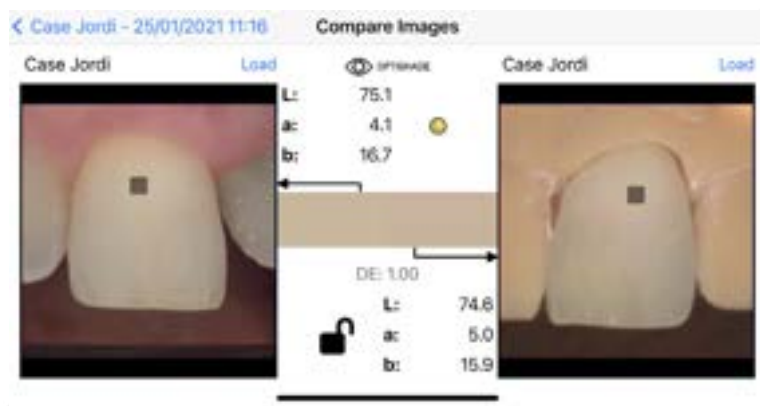 Case Jordi - 25/01/2021 11:16
Compare Images
Case Jordi
Load
OPTISHADE
Case Jordi
Load
L: 75.1
a: 4.1
b: 16.7
DE: 1.00
L: 74.6
a: 5.0
b: 15.9